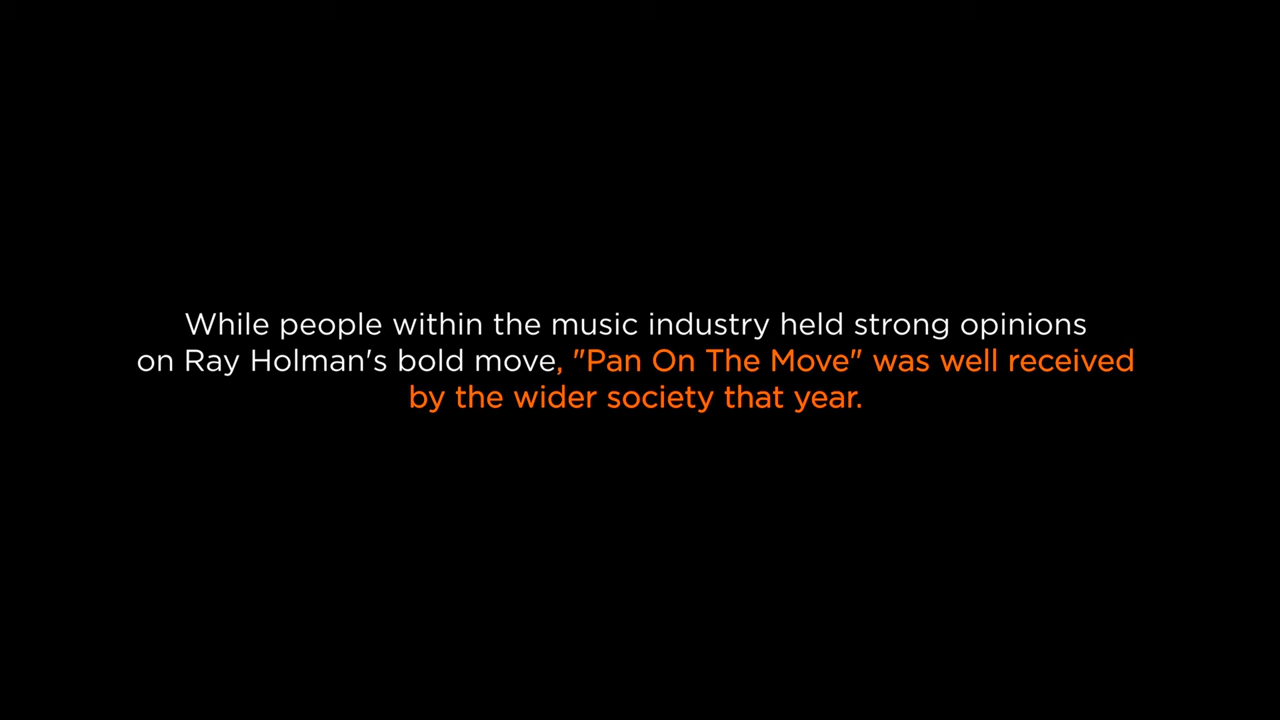 While people within the music industry held strong opinions
on Ray Holman's bold move, "Pan On The Move" was well received
by the wider society that year.